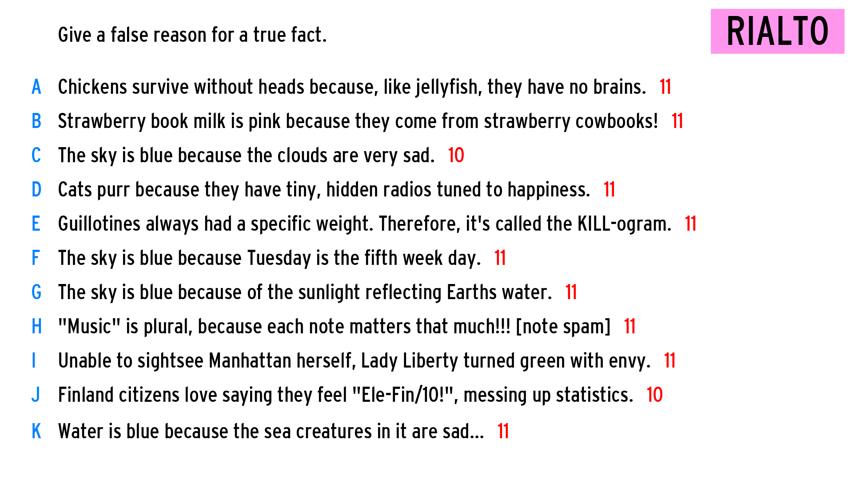 Give a false reason for a true fact.
RIALTO
A Chickens survive without heads because, like jellyfish, they have no brains. 11
B Strawberry book milk is pink because they come from strawberry cowbooks! 11
C The sky is blue because the clouds are very sad. 10
D Cats purr because they have tiny, hidden radios tuned to happiness. 11
E Guillotines always had a specific weight. Therefore, it's called the KILL-ogram. 11
F The sky is blue because Tuesday is the fifth week day. 11
G The sky is blue because of the sunlight reflecting Earths water. 11
H "Music" is plural, because each note matters that much!!! [note spam] 11
I Unable to sightsee Manhattan herself, Lady Liberty turned green with envy. 11
J Finland citizens love saying they feel "Ele-Fin/10!", messing up statistics. 10
K Water is blue because the sea creatures in it are sad... 11